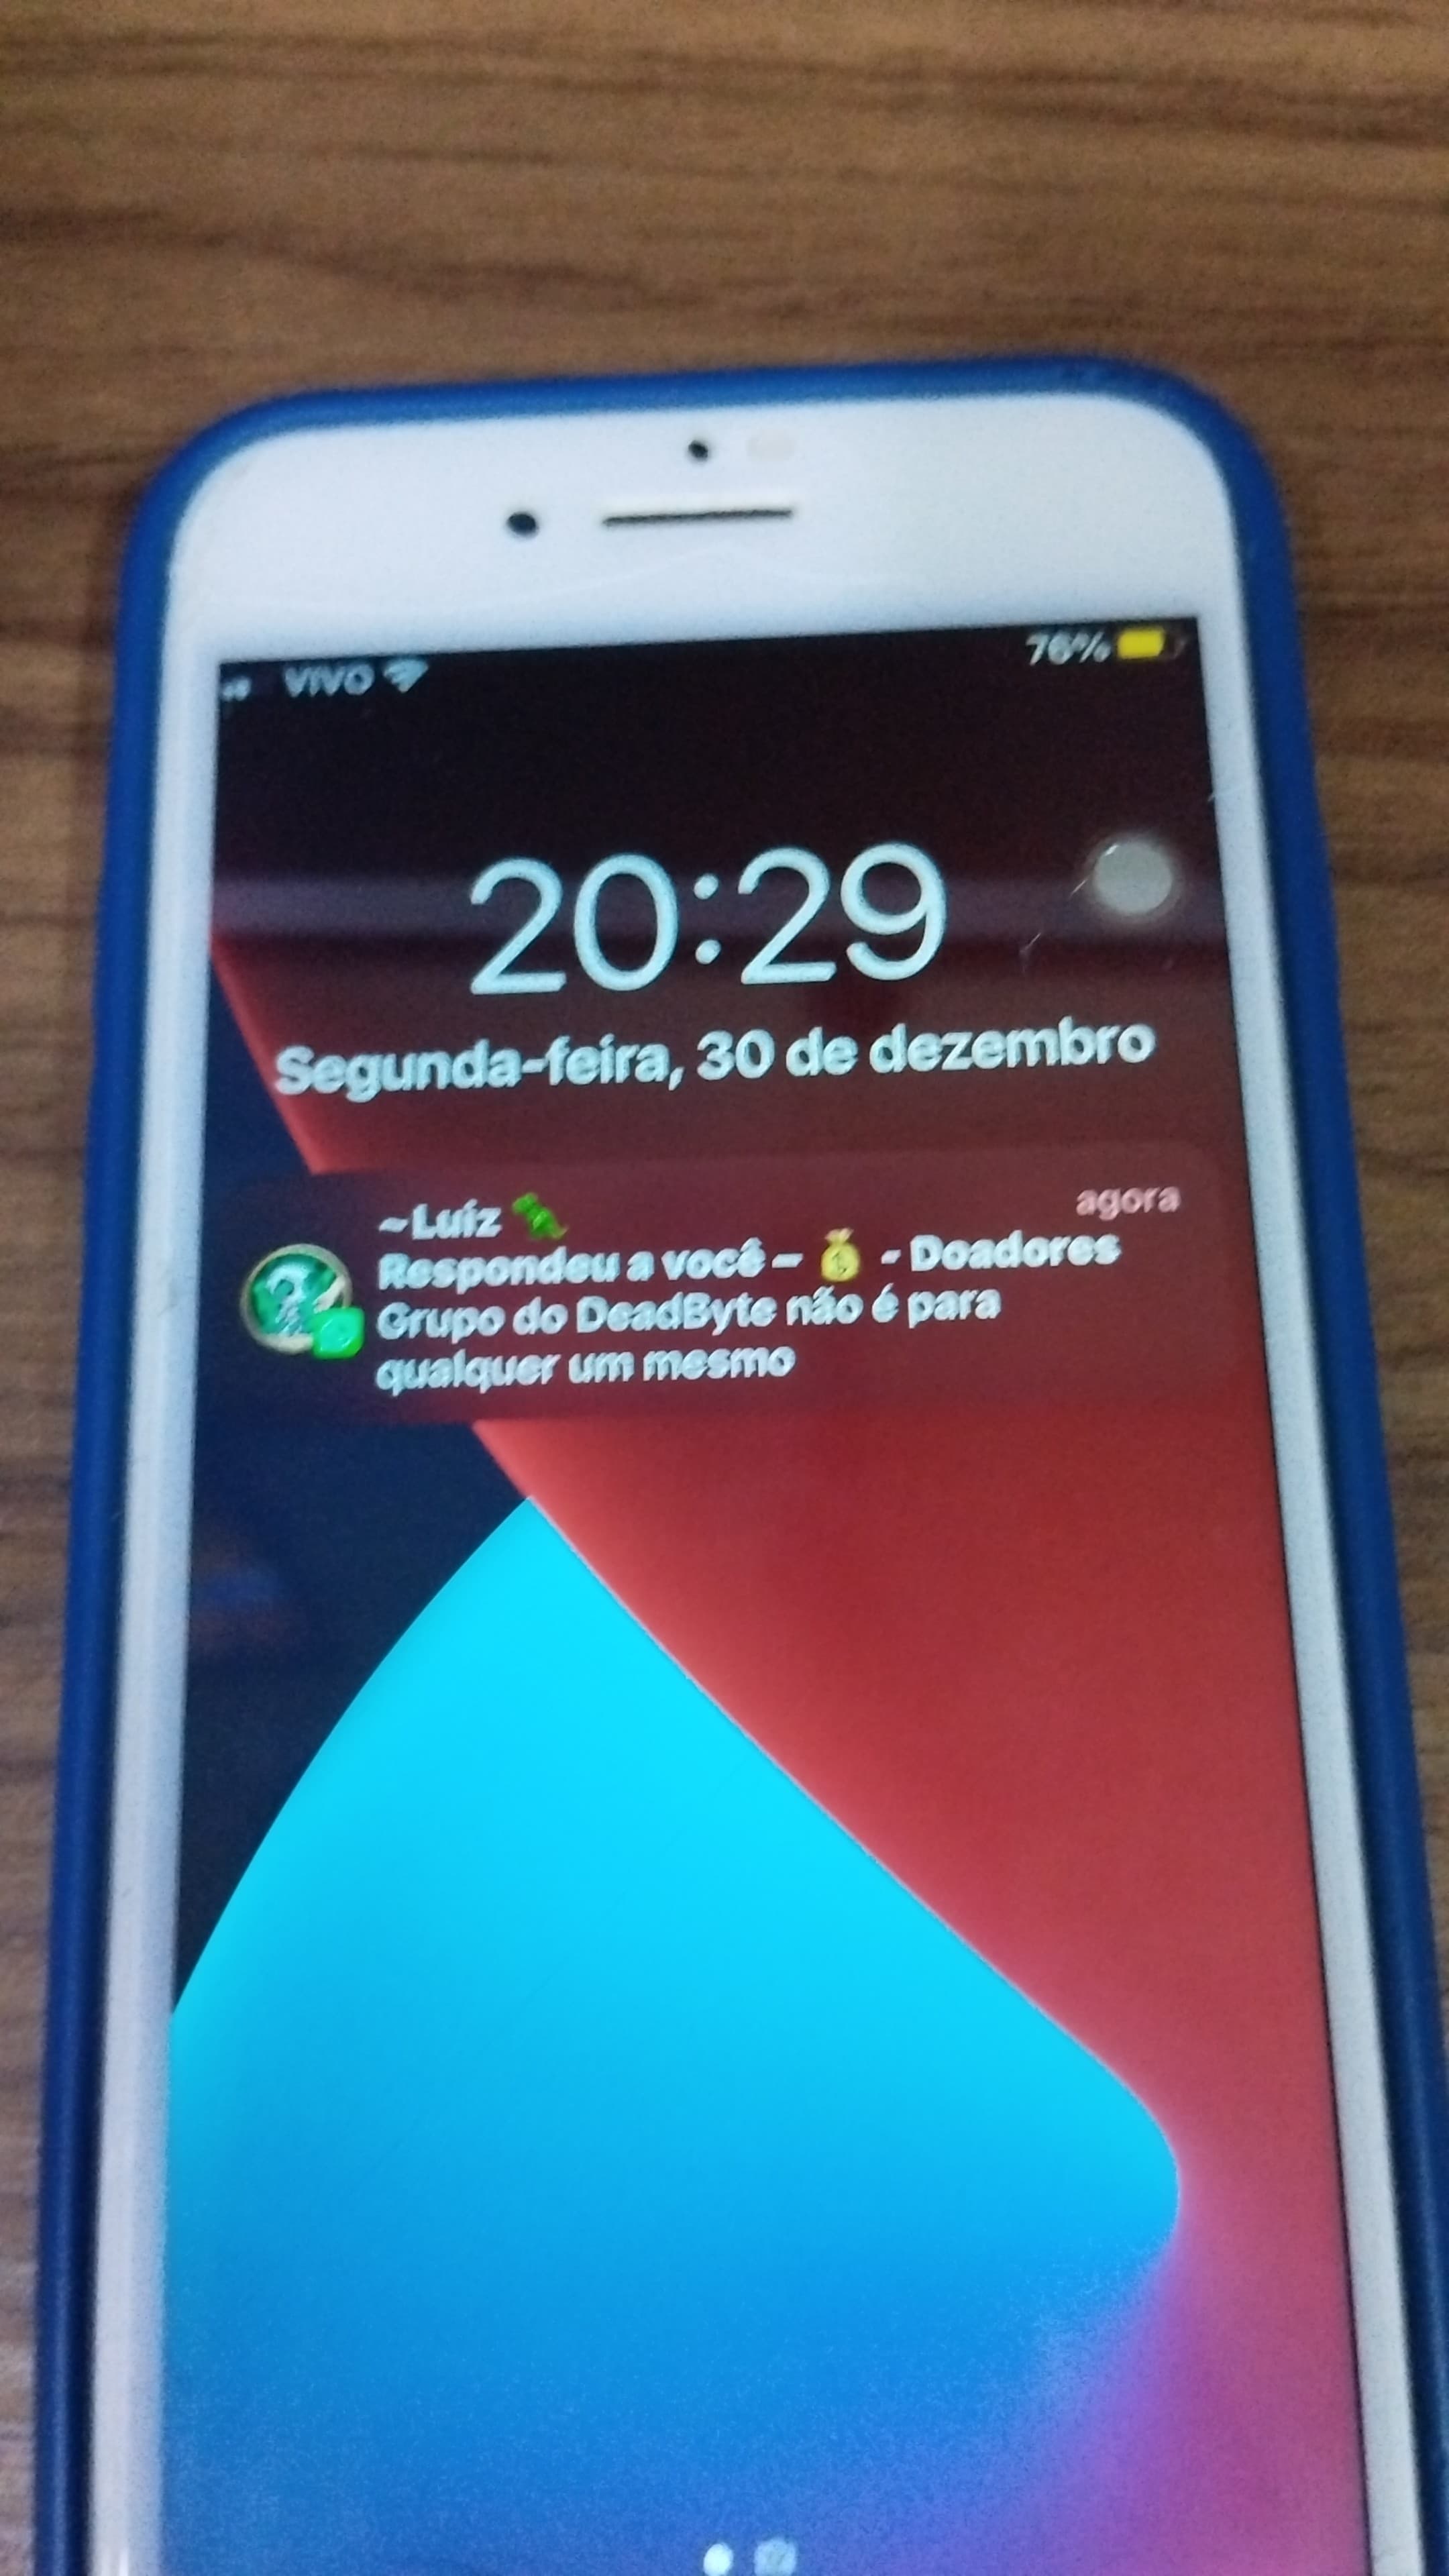 VIVO 76%
20:29
Segunda-feira, 30 de dezembro
~Luíz 🦎 agora
Respondeu a você – 💰 - Doadores
Grupo do DeadByte não é para
qualquer um mesmo